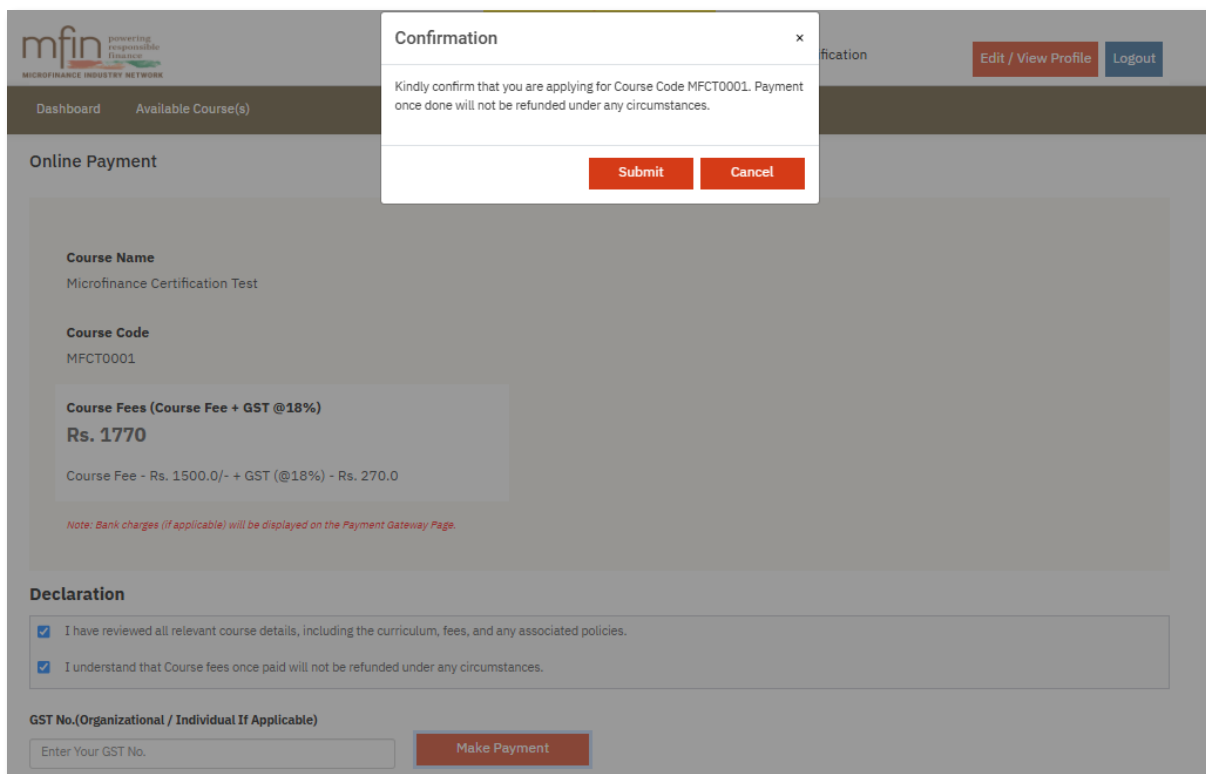 mfin powering
responsible
finance
MICROFINANCE INDUSTRY NETWORK
Confirmation ×
Kindly confirm that you are applying for Course Code MFCT0001. Payment
once done will not be refunded under any circumstances.
Submit Cancel
Edit / View Profile Logout
Dashboard Available Course(s)
Online Payment
Course Name
Microfinance Certification Test
Course Code
MFCT0001
Course Fees (Course Fee + GST @18%)
Rs. 1770
Course Fee - Rs. 1500.0/- + GST (@18%) - Rs. 270.0
Note: Bank charges (if applicable) will be displayed on the Payment Gateway Page.
Declaration
I have reviewed all relevant course details, including the curriculum, fees, and any associated policies.
I understand that Course fees once paid will not be refunded under any circumstances.
GST No.(Organizational / Individual If Applicable)
Enter Your GST No. Make Payment